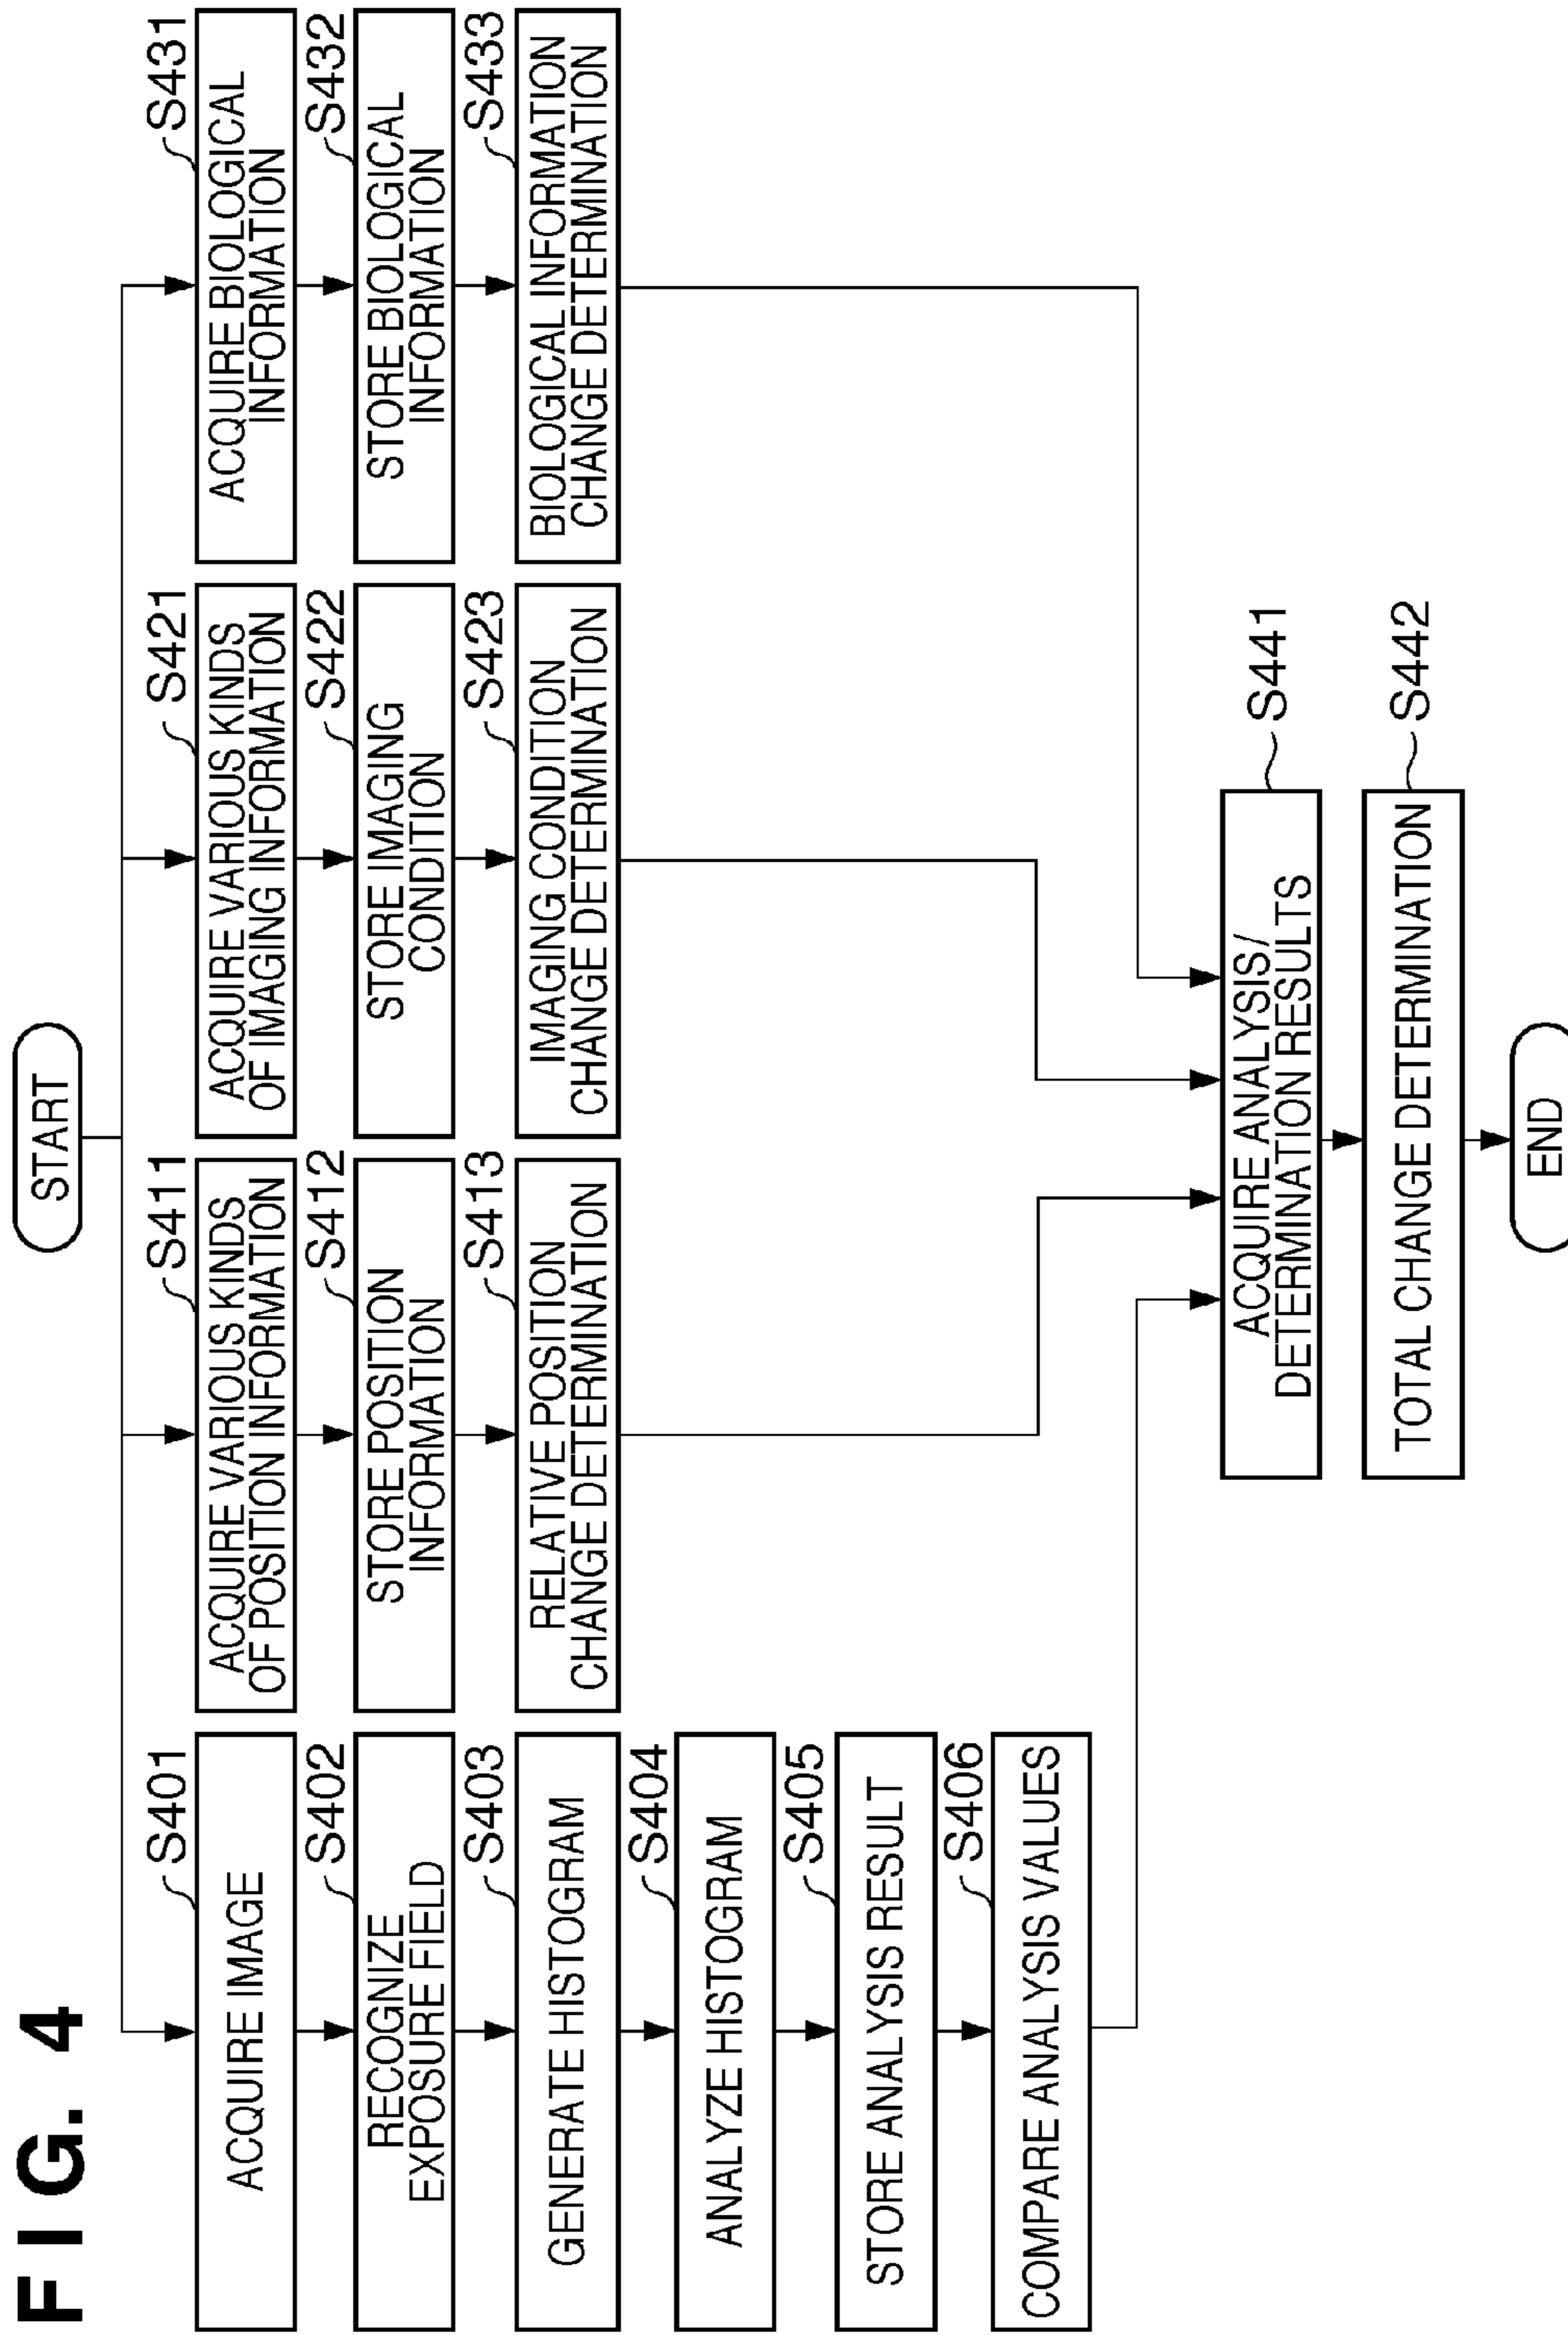 FIG. 4
START
S401
ACQUIRE IMAGE
S402
RECOGNIZE
EXPOSURE FIELD
S403
GENERATE HISTOGRAM
S404
ANALYZE HISTOGRAM
S405
STORE ANALYSIS RESULT
S406
COMPARE ANALYSIS VALUES
S411
ACQUIRE VARIOUS KINDS
OF POSITION INFORMATION
S412
STORE POSITION
INFORMATION
S413
RELATIVE POSITION
CHANGE DETERMINATION
S421
ACQUIRE VARIOUS KINDS
OF IMAGING INFORMATION
S422
STORE IMAGING
CONDITION
S423
IMAGING CONDITION
CHANGE DETERMINATION
S431
ACQUIRE BIOLOGICAL
INFORMATION
S432
STORE BIOLOGICAL
INFORMATION
S433
BIOLOGICAL INFORMATION
CHANGE DETERMINATION
S441
ACQUIRE ANALYSIS/
DETERMINATION RESULTS
S442
TOTAL CHANGE DETERMINATION
END